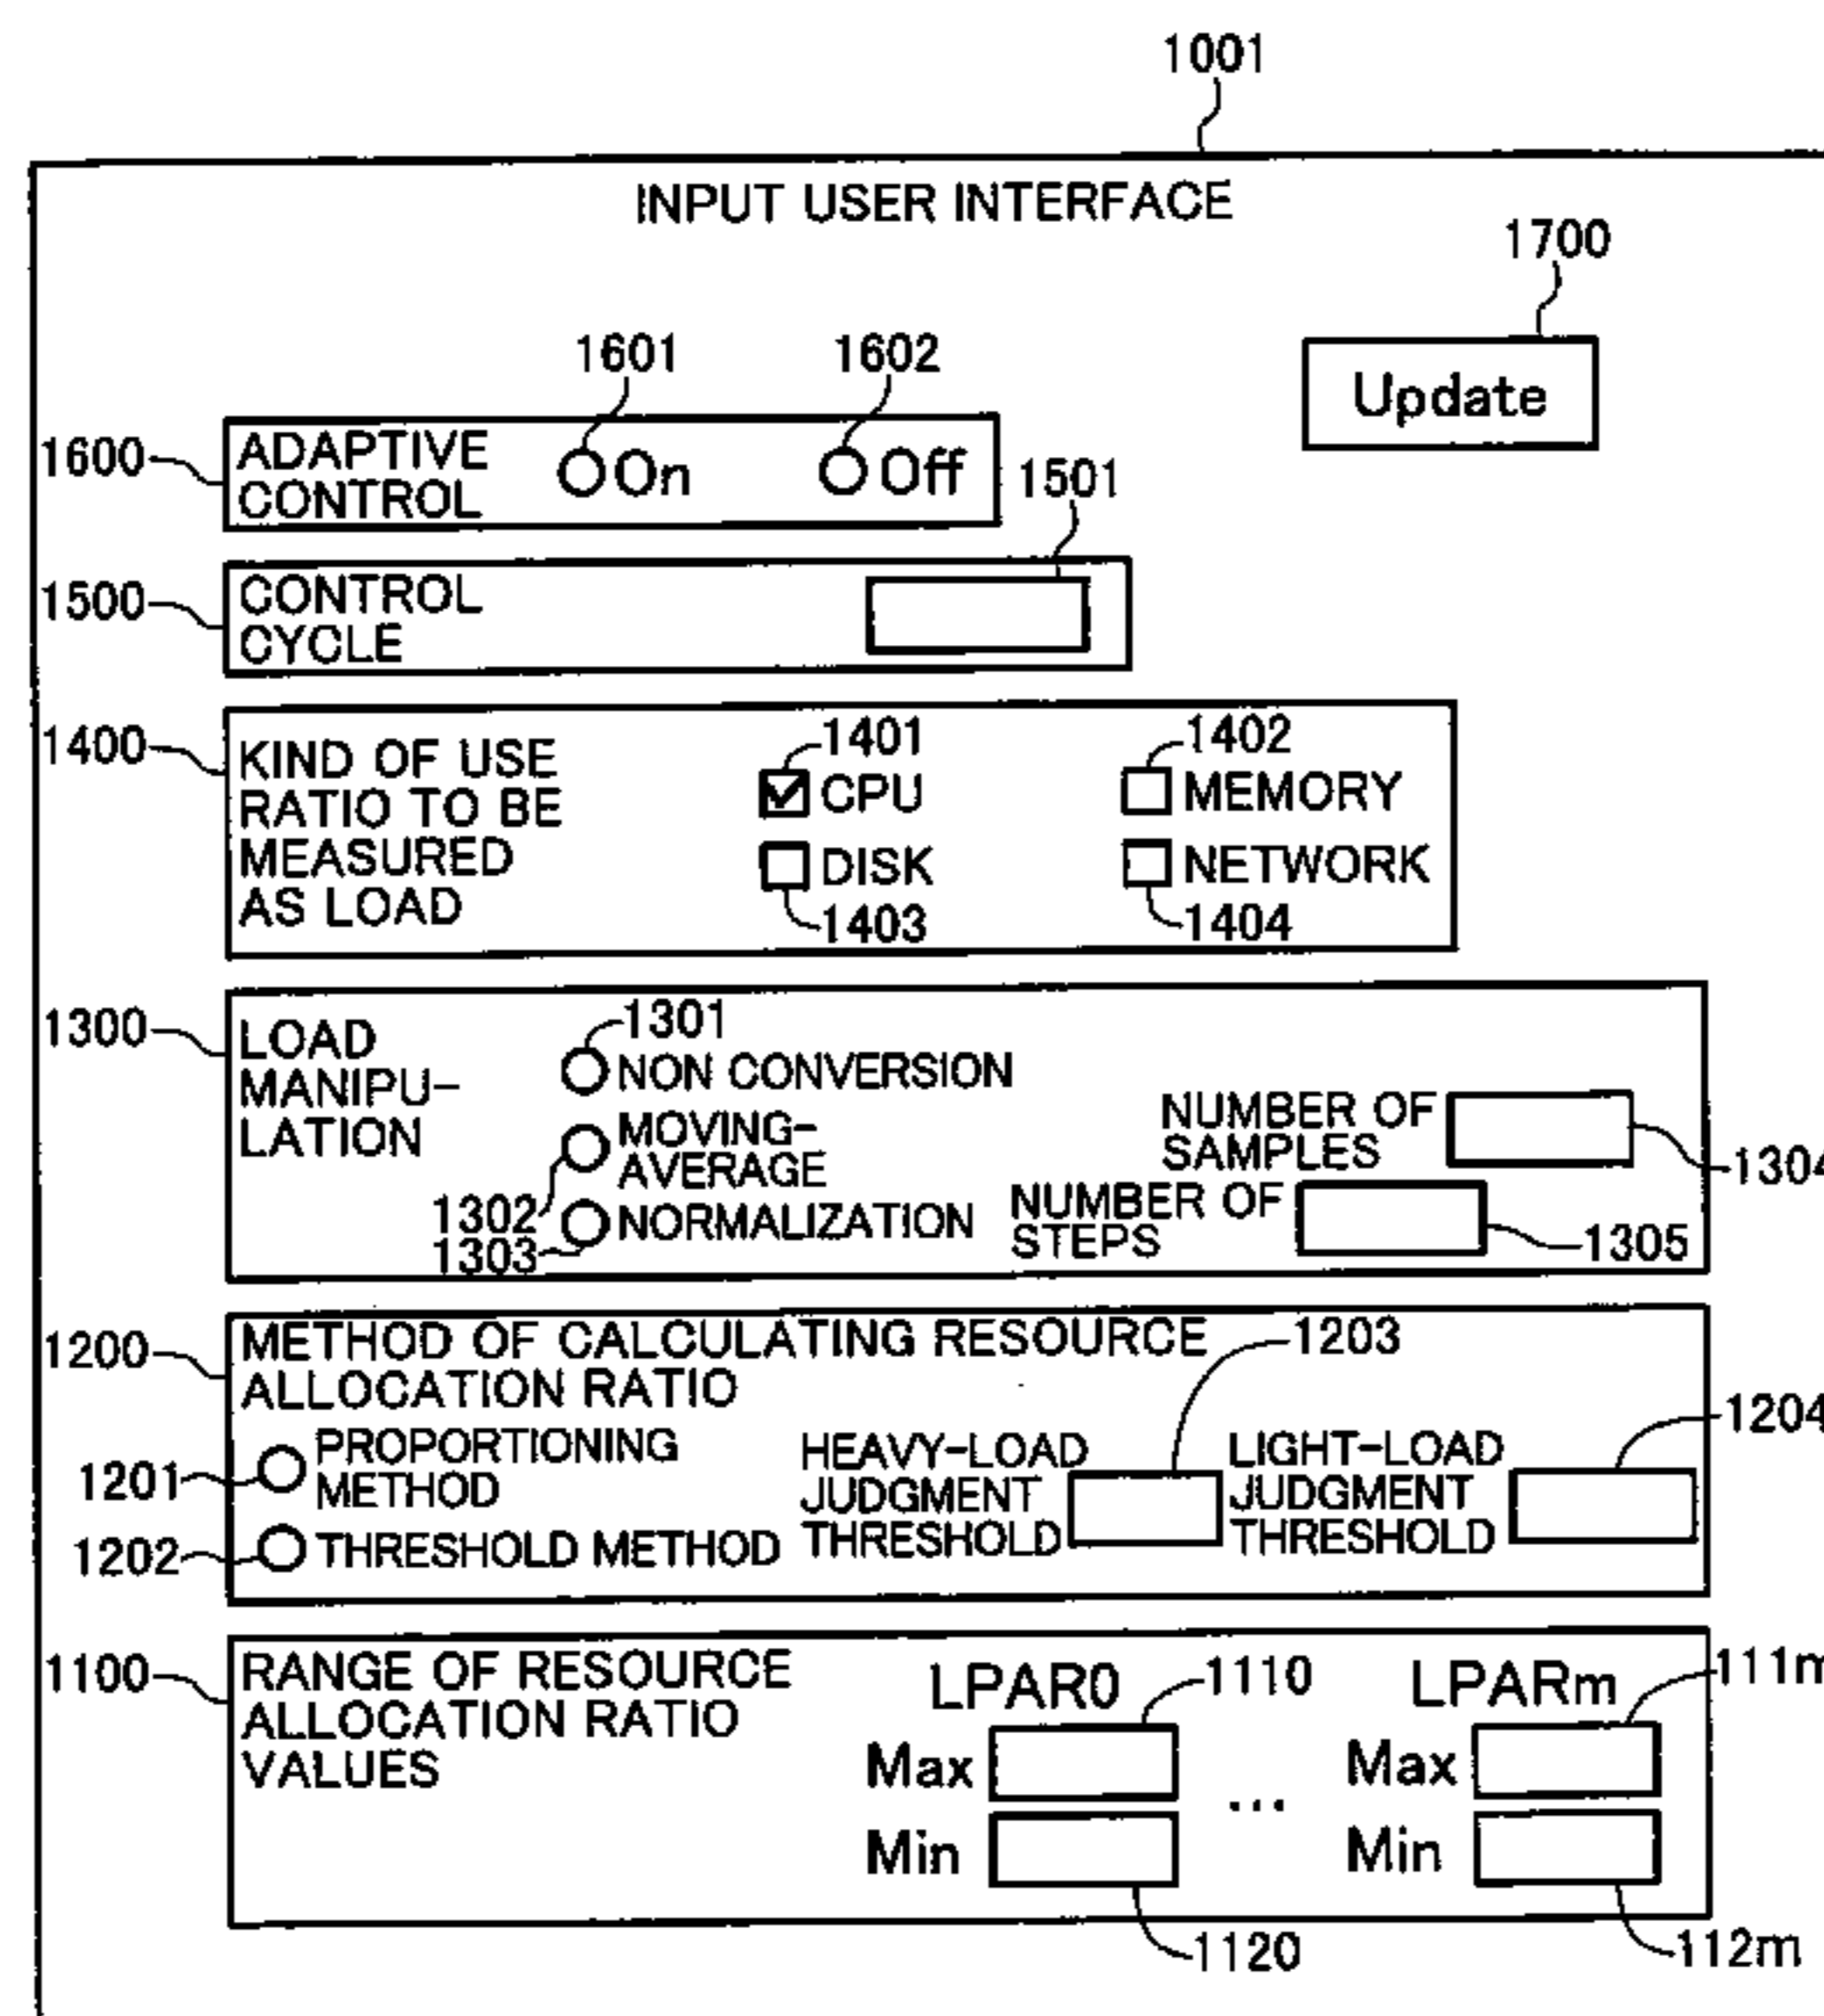 1001
INPUT USER INTERFACE
1700
Update
1601
1602
1600
ADAPTIVE
CONTROL
On
Off
1501
1500
CONTROL
CYCLE
1400
KIND OF USE
RATIO TO BE
MEASURED
AS LOAD
1401
CPU
1402
MEMORY
DISK
1403
NETWORK
1404
1300
LOAD
MANIPU-
LATION
1301
NON CONVERSION
MOVING-
AVERAGE
1302
NORMALIZATION
1303
NUMBER OF
SAMPLES
1304
NUMBER OF
STEPS
1305
1200
METHOD OF CALCULATING RESOURCE
ALLOCATION RATIO
1203
1204
1201
PROPORTIONING
METHOD
1202
THRESHOLD METHOD
HEAVY-LOAD
JUDGMENT
THRESHOLD
LIGHT-LOAD
JUDGMENT
THRESHOLD
1100
RANGE OF RESOURCE
ALLOCATION RATIO
VALUES
LPAR0
1110
Max
Min
1120
...
LPARm
111m
Max
Min
112m